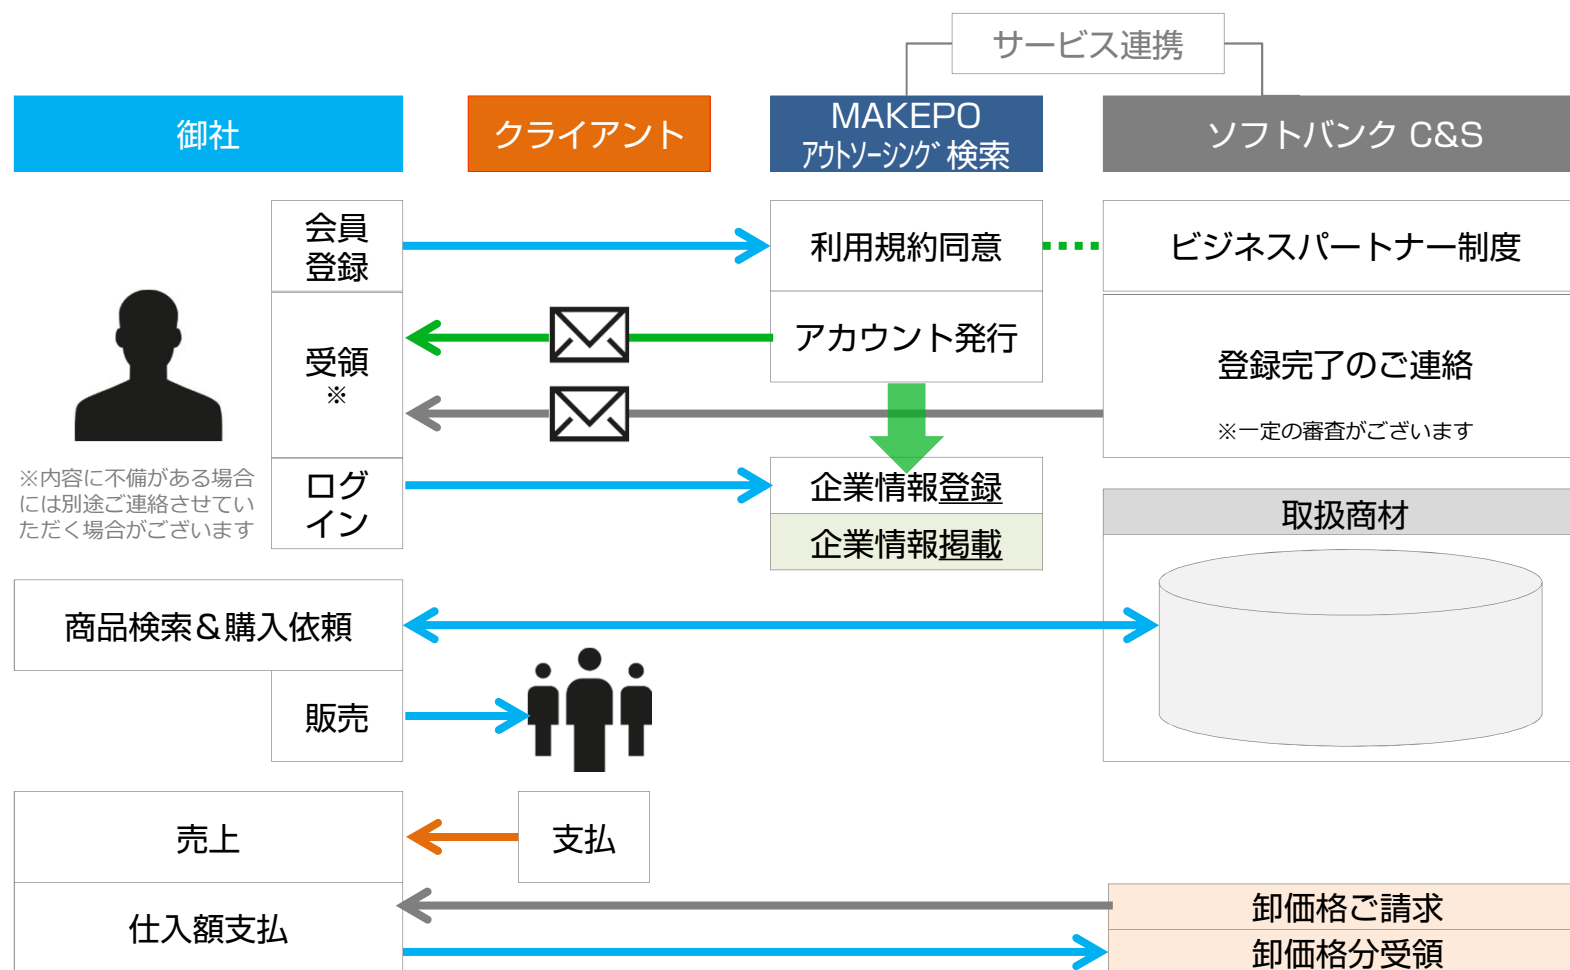 サービス連携
御社
クライアント
MAKEPO
ｱｳﾄｿｰｼﾝｸﾞ検索
ソフトバンク C&S
会員
登録
利用規約同意
ビジネスパートナー制度
受領
※
アカウント発行
登録完了のご連絡
※一定の審査がございます
※内容に不備がある場合
には別途ご連絡させてい
ただく場合がございます
ログ
イン
企業情報登録
企業情報掲載
取扱商材
商品検索＆購入依頼
販売
売上
支払
仕入額支払
卸価格ご請求
卸価格分受領